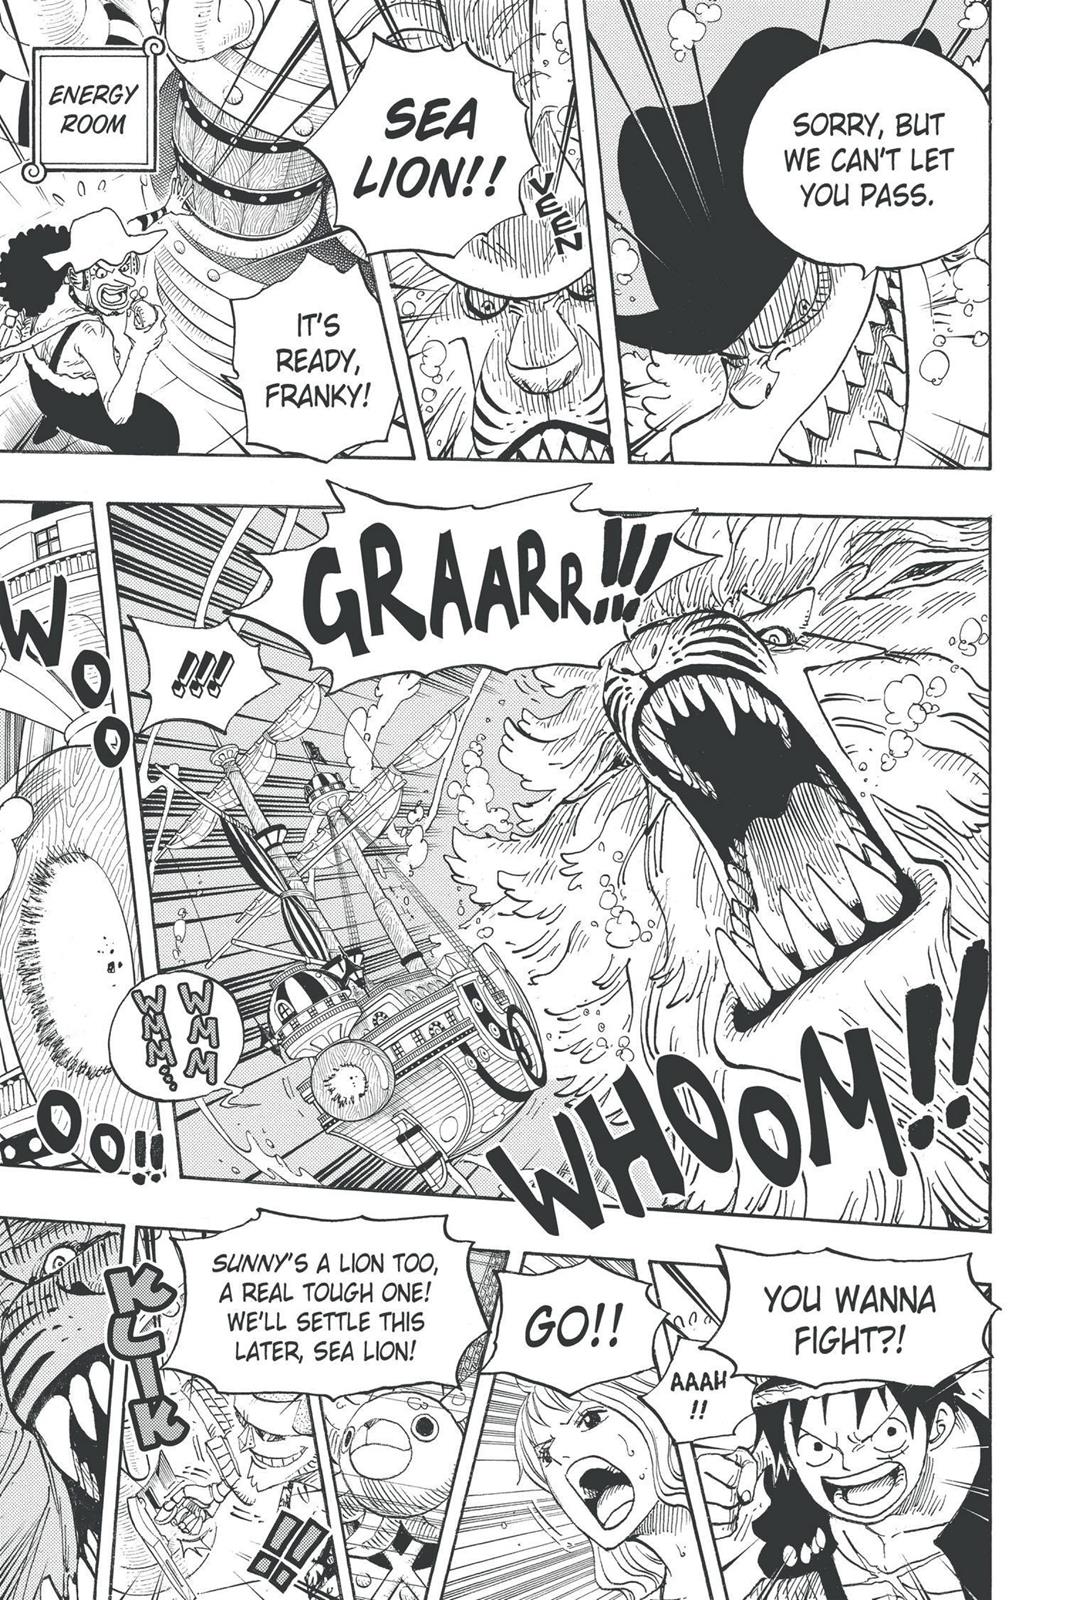 SORRY, BUT
WE CAN'T LET
YOU PASS.
SEA
LION!!
VEEN
ENERGY
ROOM
IT'S
READY,
FRANKY!
GRAARR!!!
!!!!
WMM
WMM...
WHOOM!!
WOOOOO!!
YOU WANNA
FIGHT?!
AAAH
!!
GO!!
SUNNY'S A LION TOO,
A REAL TOUGH ONE!
WE'LL SETTLE THIS
LATER, SEA LION!
!!
KLIK